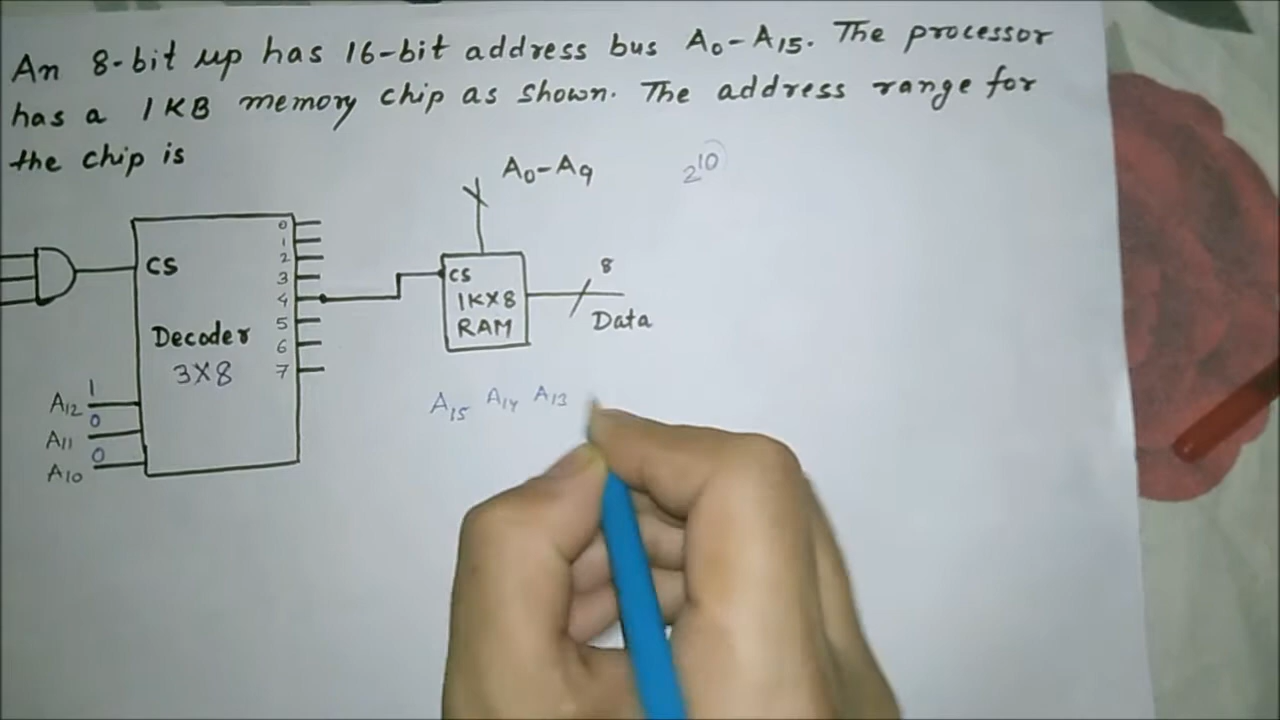 An 8-bit up has 16-bit address bus A0-A15. The processor
has a 1KB memory chip as shown. The address range for
the chip is
A0-A9
2^10
0
1
2
3
4
5
6
7
CS
Decoder
3X8
CS
1KX8
RAM
8
Data
A12 1
A11 0
A10 0
A15 A14 A13